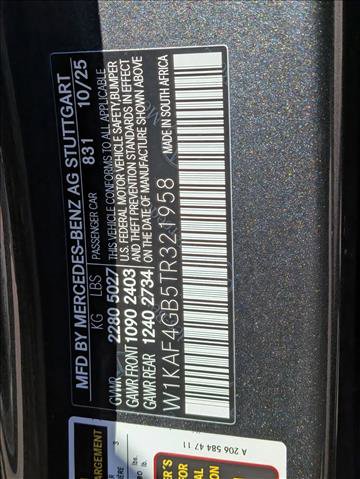 MFD BY MERCEDES-BENZ AG STUTTGART
831 10/25
PASSENGER CAR
KG LBS
THIS VEHICLE CONFORMS TO ALL APPLICABLE
U.S. FEDERAL MOTOR VEHICLE SAFETY, BUMPER
AND THEFT PREVENTION STANDARDS IN EFFECT
ON THE DATE OF MANUFACTURE SHOWN ABOVE
GVWR 2280 5027
GAWR FRONT 1090 2403
GAWR REAR 1240 2734
W1KAF4GB5TR321958
MADE IN SOUTH AFRICA
A 206 584 47 11